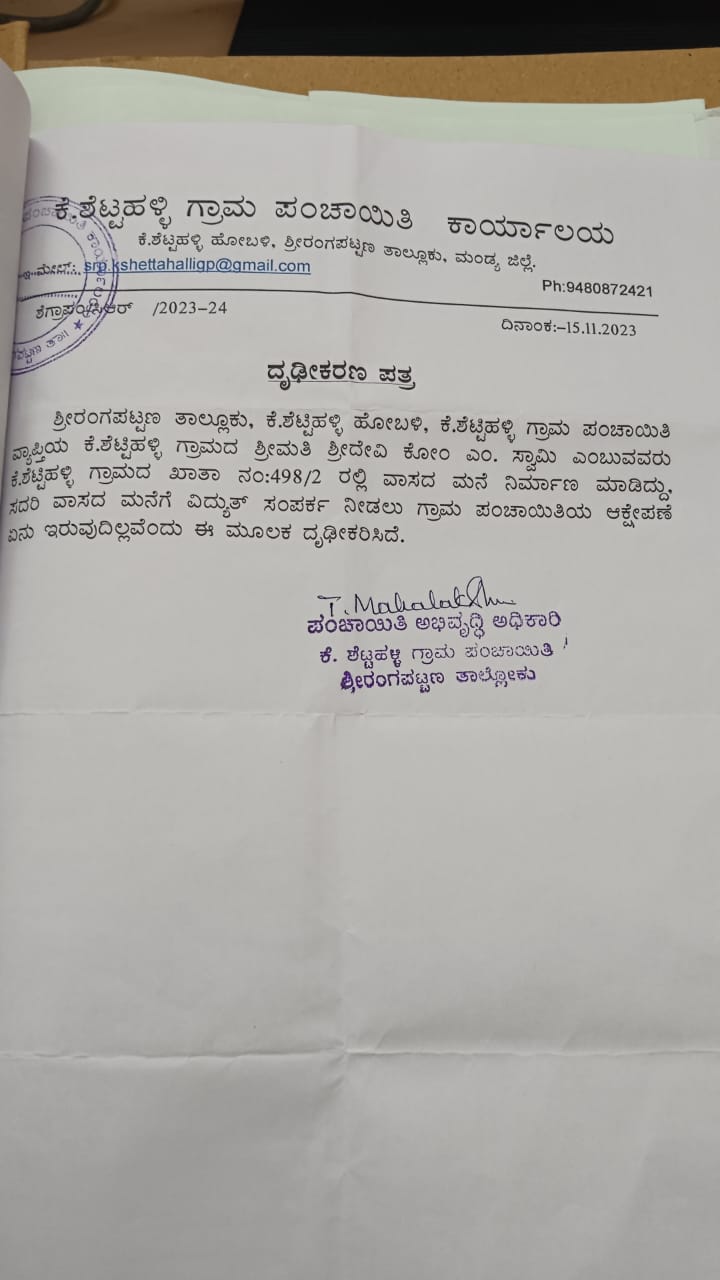 ಕೆ.ಶೆಟ್ಟಹಳ್ಳಿ ಗ್ರಾಮ ಪಂಚಾಯಿತಿ ಕಾರ್ಯಾಲಯ
ಕೆ.ಶೆಟ್ಟಹಳ್ಳಿ ಹೋಬಳಿ, ಶ್ರೀರಂಗಪಟ್ಟಣ ತಾಲ್ಲೂಕು, ಮಂಡ್ಯ ಜಿಲ್ಲೆ.
ಮೇಲ್: srp.kshettahalligp@gmail.com
Ph:9480872421
/2023–24
ದಿನಾಂಕ:–15.11.2023
ದೃಢೀಕರಣ ಪತ್ರ
ಶ್ರೀರಂಗಪಟ್ಟಣ ತಾಲ್ಲೂಕು, ಕೆ.ಶೆಟ್ಟಿಹಳ್ಳಿ ಹೋಬಳಿ, ಕೆ.ಶೆಟ್ಟಿಹಳ್ಳಿ ಗ್ರಾಮ ಪಂಚಾಯಿತಿ
ವ್ಯಾಪ್ತಿಯ ಕೆ.ಶೆಟ್ಟಿಹಳ್ಳಿ ಗ್ರಾಮದ ಶ್ರೀಮತಿ ಶ್ರೀದೇವಿ ಕೋಂ ಎಂ. ಸ್ವಾಮಿ ಎಂಬುವವರು
ಕೆ.ಶೆಟ್ಟಿಹಳ್ಳಿ ಗ್ರಾಮದ ಖಾತಾ ನಂ:498/2 ರಲ್ಲಿ ವಾಸದ ಮನೆ ನಿರ್ಮಾಣ ಮಾಡಿದ್ದು,
ಸದರಿ ವಾಸದ ಮನೆಗೆ ವಿದ್ಯುತ್ ಸಂಪರ್ಕ ನೀಡಲು ಗ್ರಾಮ ಪಂಚಾಯಿತಿಯ ಆಕ್ಷೇಪಣೆ
ಏನು ಇರುವುದಿಲ್ಲವೆಂದು ಈ ಮೂಲಕ ದೃಢೀಕರಿಸಿದೆ.
ಪಂಚಾಯಿತಿ ಅಭಿವೃದ್ಧಿ ಅಧಿಕಾರಿ
ಕೆ. ಶೆಟ್ಟಹಳ್ಳಿ ಗ್ರಾಮ ಪಂಚಾಯಿತಿ
ಶ್ರೀರಂಗಪಟ್ಟಣ ತಾಲ್ಲೋಕು